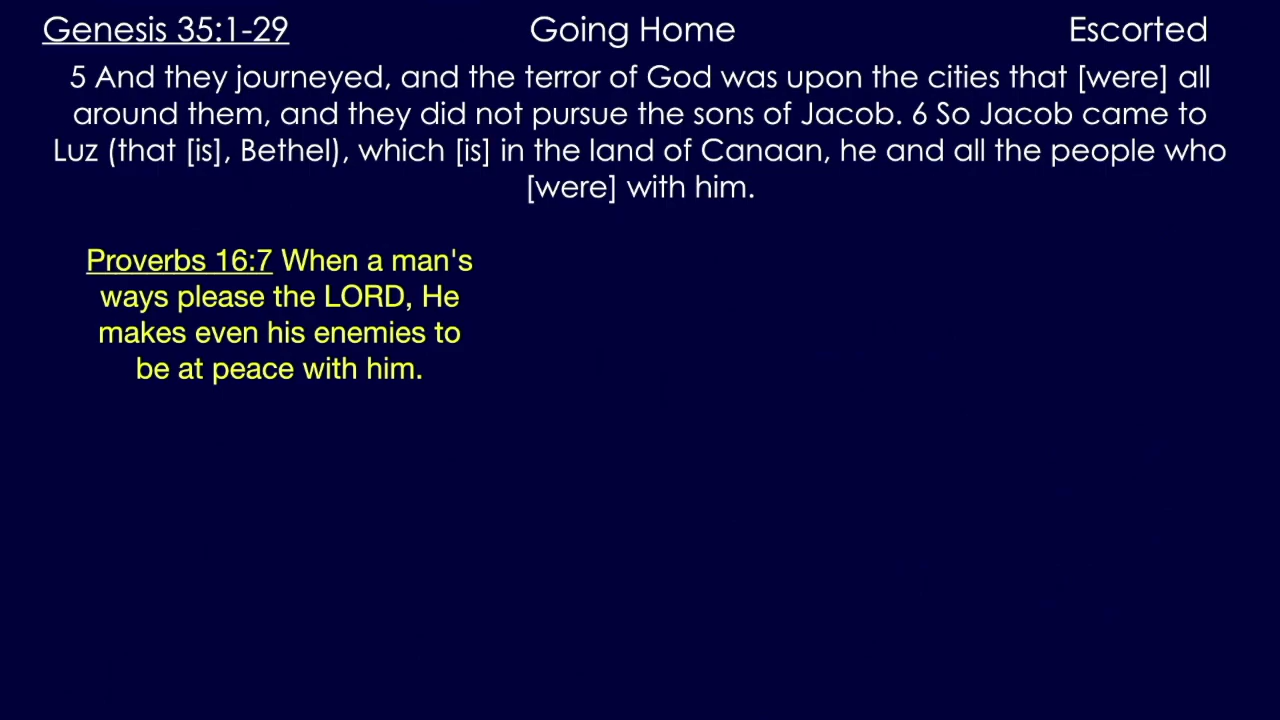 Genesis 35:1-29 Going Home Escorted
5 And they journeyed, and the terror of God was upon the cities that [were] all
around them, and they did not pursue the sons of Jacob. 6 So Jacob came to
Luz (that [is], Bethel), which [is] in the land of Canaan, he and all the people who
[were] with him.
Proverbs 16:7 When a man's
ways please the LORD, He
makes even his enemies to
be at peace with him.